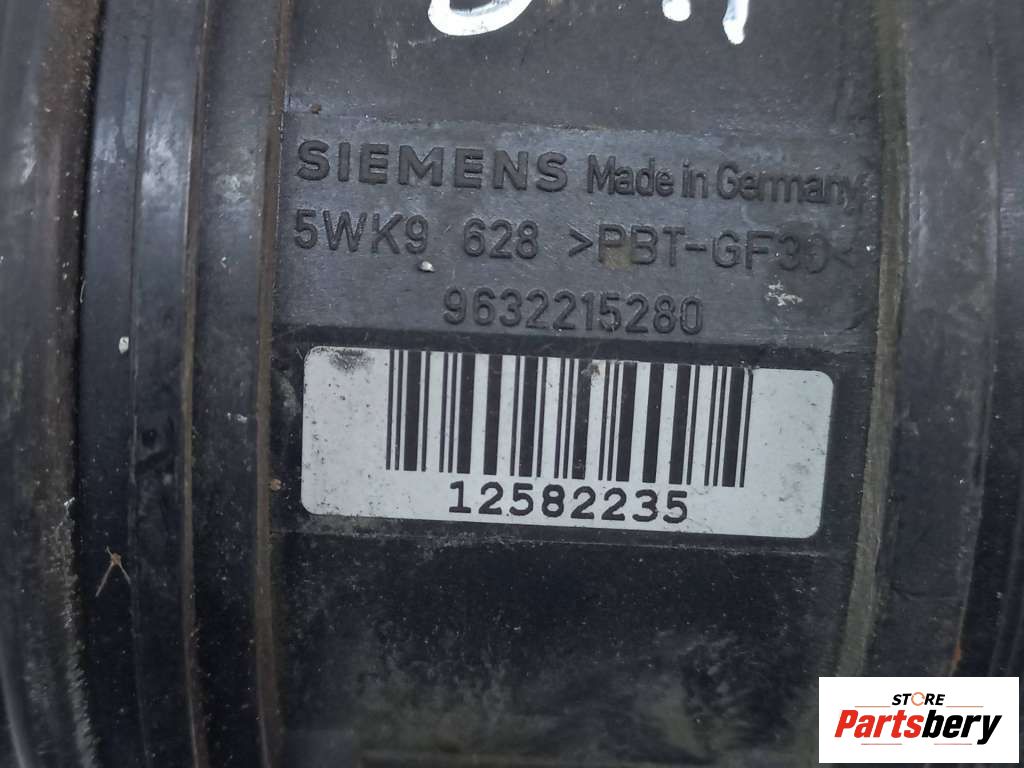 SIEMENS Made in Germany
5WK9 628 >PBT-GF30<
9632215280
12582235
STORE
Partsbery